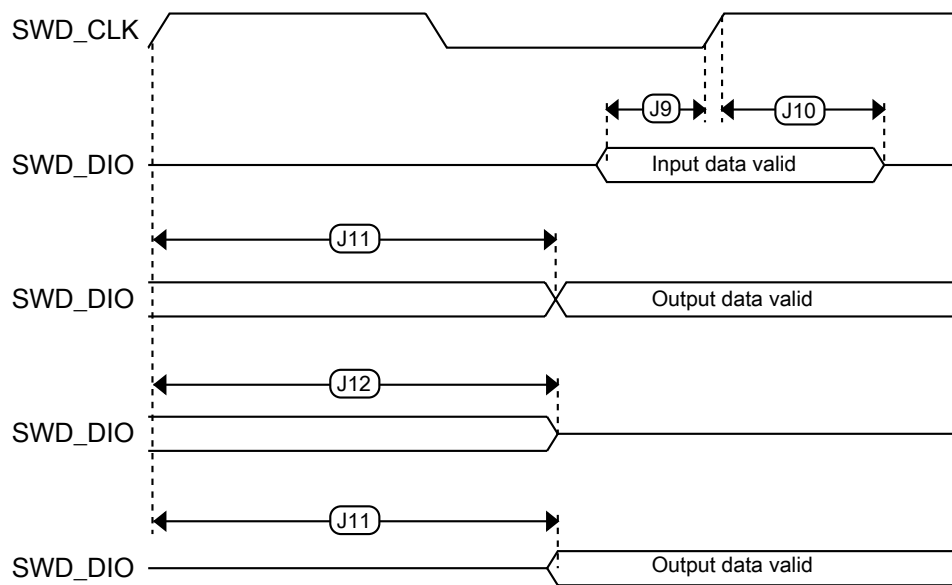 SWD_CLK
J9
J10
SWD_DIO
Input data valid
J11
SWD_DIO
Output data valid
J12
SWD_DIO
J11
SWD_DIO
Output data valid